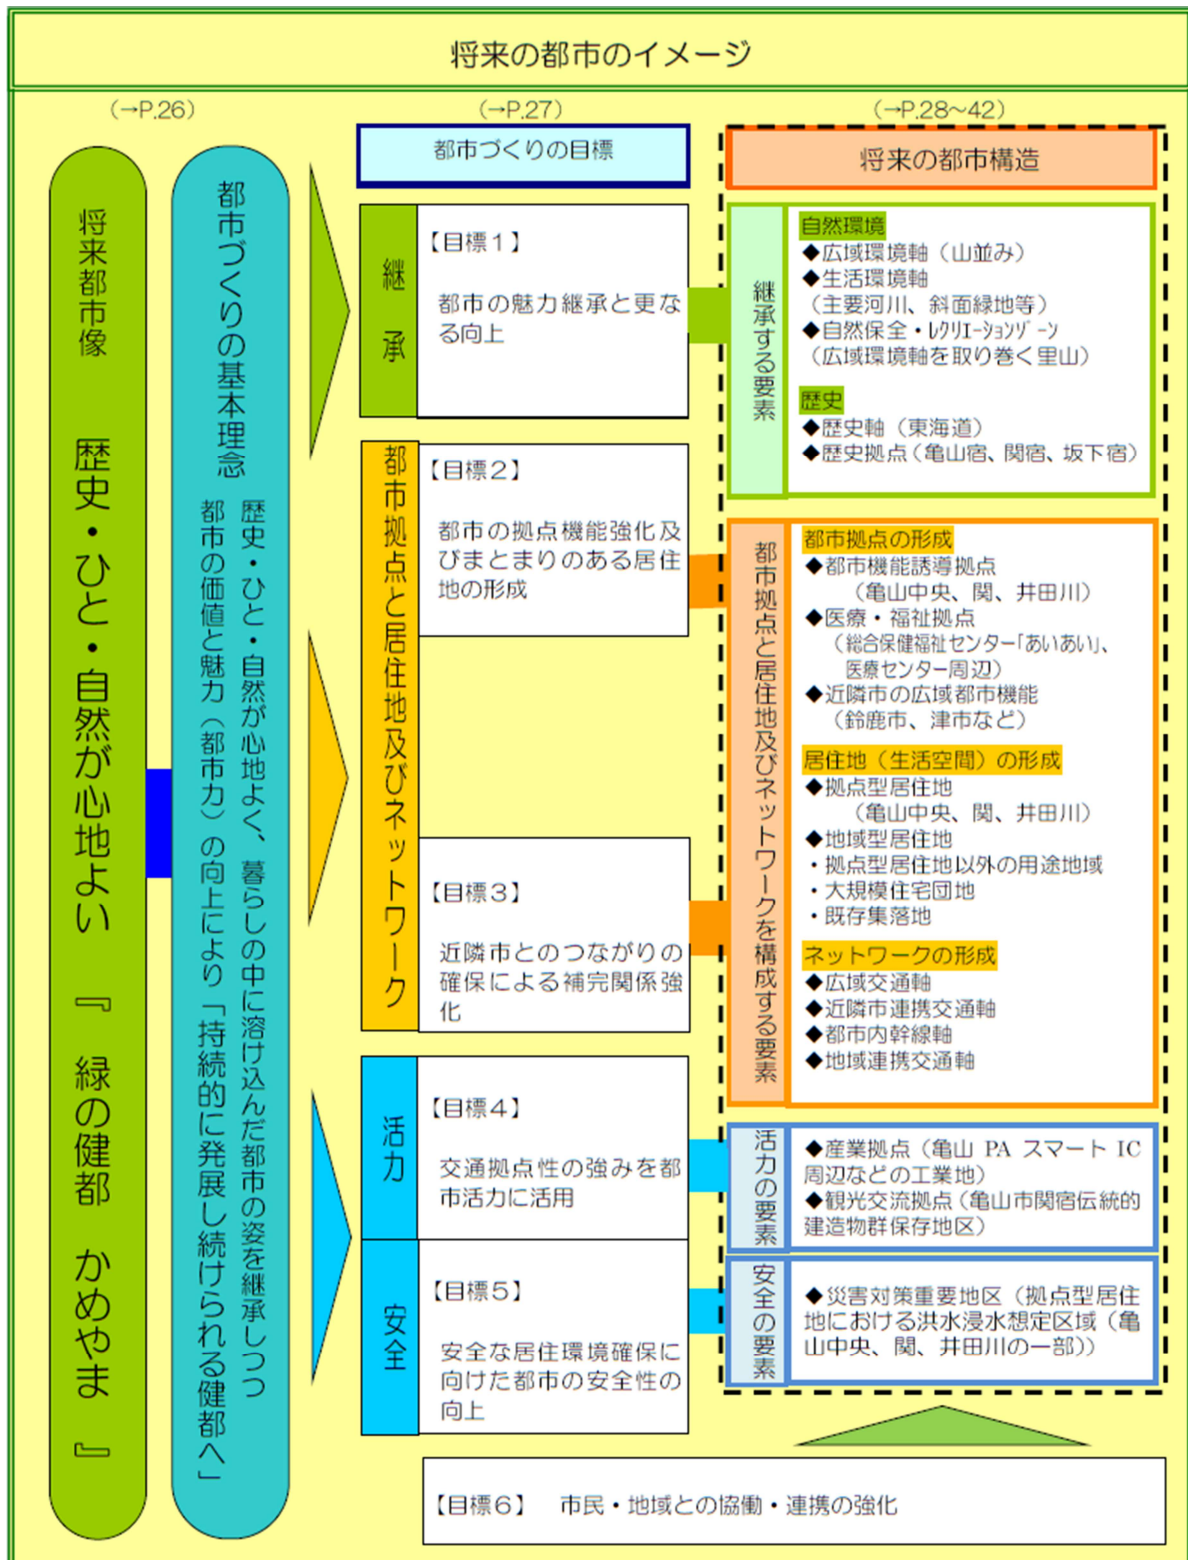 将来の都市のイメージ
(→P.26)
(→P.27)
(→P.28~42)
将来都市像 歴史・ひと・自然が心地よい 『 緑の健都 かめやま 』
都市づくりの基本理念
歴史・ひと・自然が心地よく、暮らしの中に溶け込んだ都市の姿を継承しつつ
都市の価値と魅力（都市力）の向上により「持続的に発展し続けられる健都へ」
都市づくりの目標
継 承
【目標１】
都市の魅力継承と更な
る向上
都市拠点と居住地及びネットワーク
【目標２】
都市の拠点機能強化及
びまとまりのある居住
地の形成
【目標３】
近隣市とのつながりの
確保による補完関係強
化
活力
【目標４】
交通拠点性の強みを都
市活力に活用
安全
【目標５】
安全な居住環境確保に
向けた都市の安全性の
向上
将来の都市構造
継承する要素
自然環境
◆広域環境軸（山並み）
◆生活環境軸
（主要河川、斜面緑地等）
◆自然保全・ﾚｸﾘｴｰｼｮﾝｿﾞｰﾝ
（広域環境軸を取り巻く里山）
歴史
◆歴史軸（東海道）
◆歴史拠点（亀山宿、関宿、坂下宿）
都市拠点と居住地及びネットワークを構成する要素
都市拠点の形成
◆都市機能誘導拠点
（亀山中央、関、井田川）
◆医療・福祉拠点
（総合保健福祉センター「あいあい」、
医療センター周辺）
◆近隣市の広域都市機能
（鈴鹿市、津市など）
居住地（生活空間）の形成
◆拠点型居住地
（亀山中央、関、井田川）
◆地域型居住地
・拠点型居住地以外の用途地域
・大規模住宅団地
・既存集落地
ネットワークの形成
◆広域交通軸
◆近隣市連携交通軸
◆都市内幹線軸
◆地域連携交通軸
活力の要素
◆産業拠点（亀山 PA スマート IC
周辺などの工業地）
◆観光交流拠点（亀山市関宿伝統的
建造物群保存地区）
安全の要素
◆災害対策重要地区（拠点型居住
地における洪水浸水想定区域（亀
山中央、関、井田川の一部））
【目標６】 市民・地域との協働・連携の強化